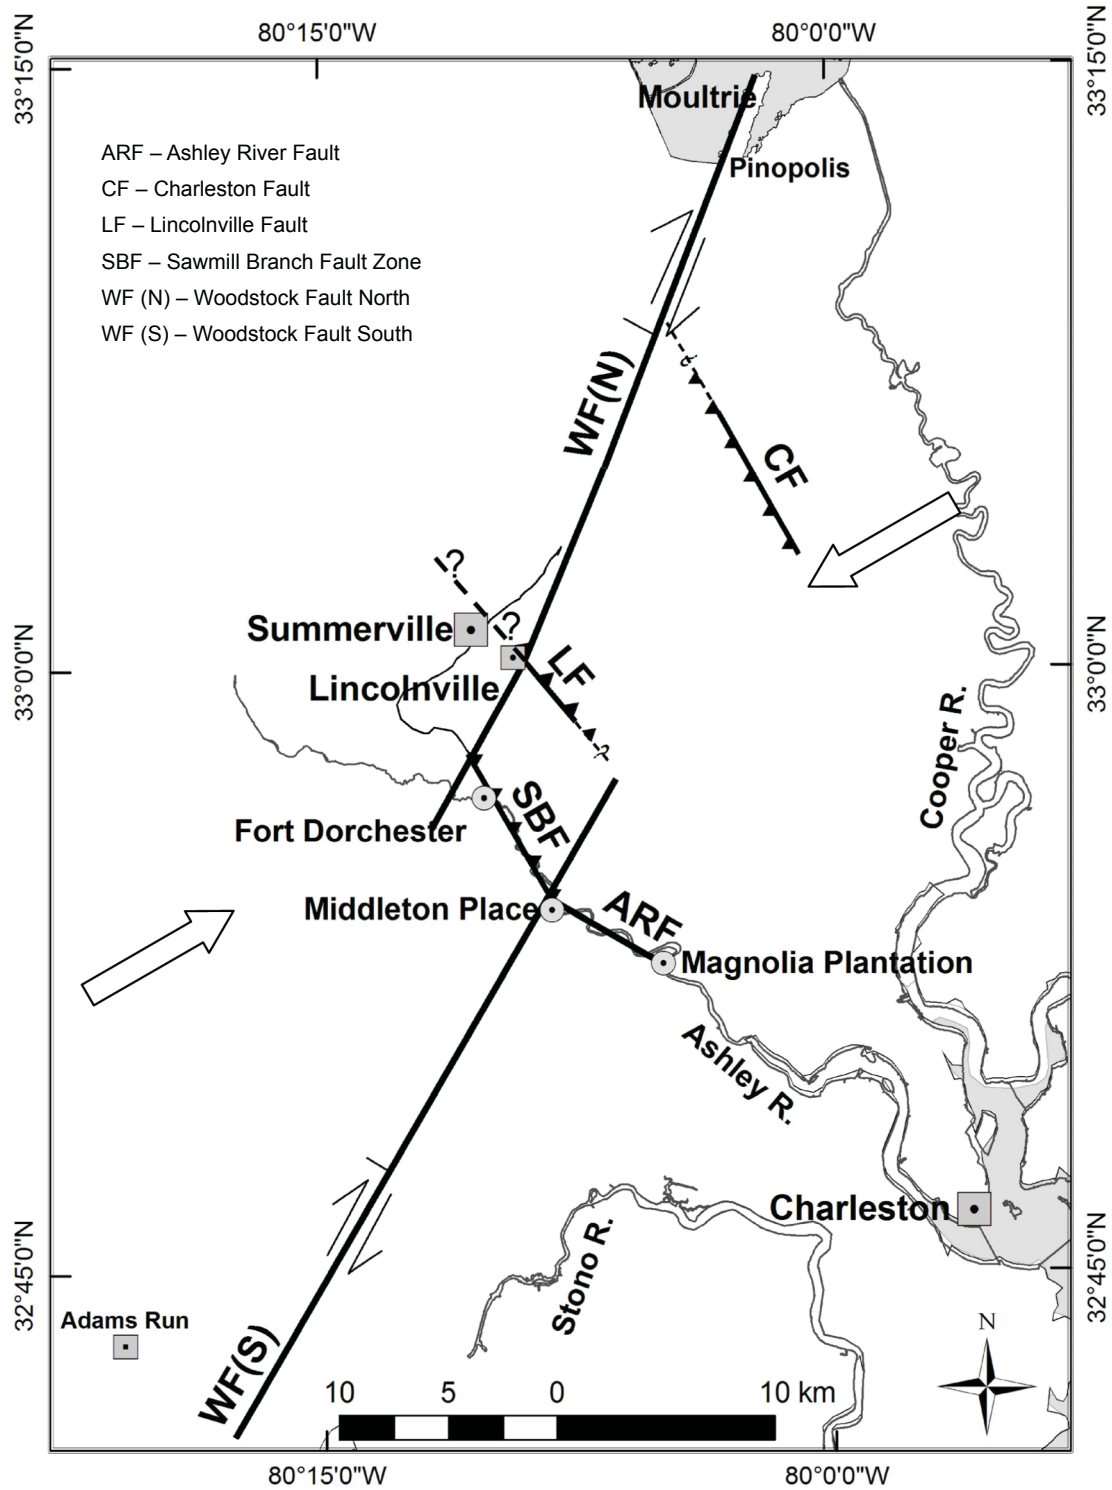 80°15'0"W
80°0'0"W
33°15'0"N
33°15'0"N
Moultrie
Pinopolis
ARF – Ashley River Fault
CF – Charleston Fault
LF – Lincolnville Fault
SBF – Sawmill Branch Fault Zone
WF (N) – Woodstock Fault North
WF (S) – Woodstock Fault South
?
WF(N)
CF
?
?
Summerville
LF
Lincolnville
33°0'0"N
33°0'0"N
?
Cooper R.
SBF
Fort Dorchester
Middleton Place
ARF
Magnolia Plantation
Ashley R.
Charleston
Stono R.
32°45'0"N
32°45'0"N
Adams Run
WF(S)
N
10 5 0 10 km
80°15'0"W
80°0'0"W